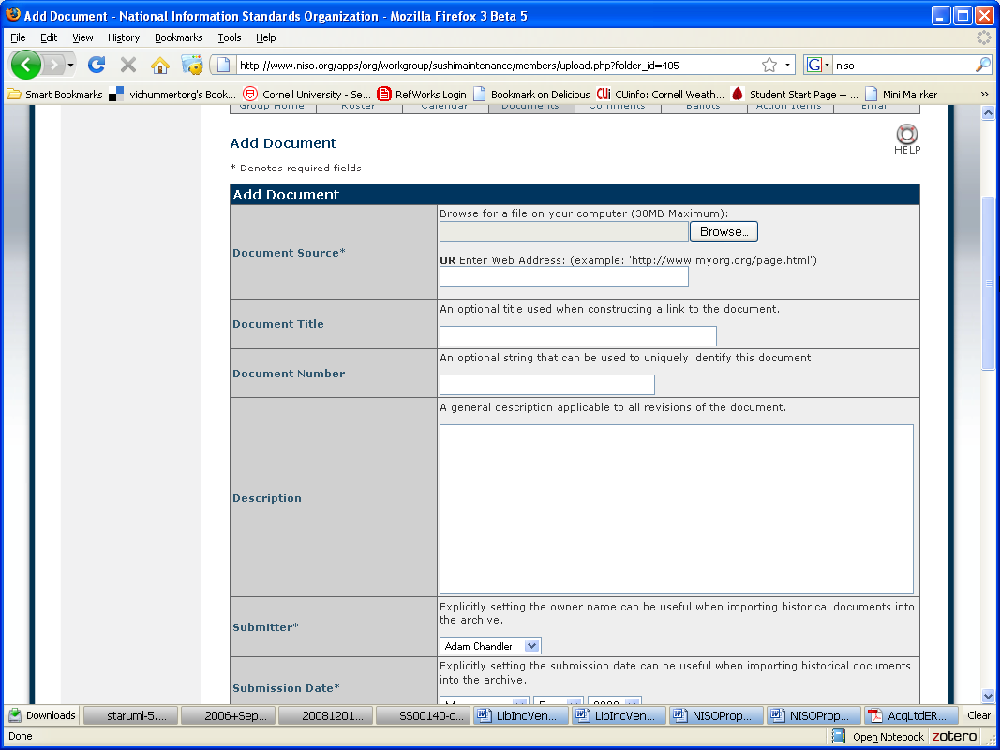 Add Document - National Information Standards Organization - Mozilla Firefox 3 Beta 5
File Edit View History Bookmarks Tools Help
http://www.niso.org/apps/org/workgroup/sushimaintenance/members/upload.php?folder_id=405
G niso
Smart Bookmarks vichummertorg's Book... Cornell University - Se... RefWorks Login Bookmark on Delicious CUinfo: Cornell Weath... Student Start Page -- ... Mini Ma.rker »
Group Home Roster Calendar Documents Comments Ballots Action Items Email
Add Document
HELP
* Denotes required fields
Add Document
Document Source*
Browse for a file on your computer (30MB Maximum):
Browse...
OR Enter Web Address: (example: 'http://www.myorg.org/page.html')
Document Title
An optional title used when constructing a link to the document.
Document Number
An optional string that can be used to uniquely identify this document.
Description
A general description applicable to all revisions of the document.
Submitter*
Explicitly setting the owner name can be useful when importing historical documents into
the archive.
Adam Chandler
Submission Date*
Explicitly setting the submission date can be useful when importing historical documents
into the archive.
Downloads staruml-5.... 2006+Sep... 20081201... SS00140-c... LibIncVen... LibIncVen... NISOProp... NISOProp... AcqLtdER... Clear
Done Open Notebook zotero